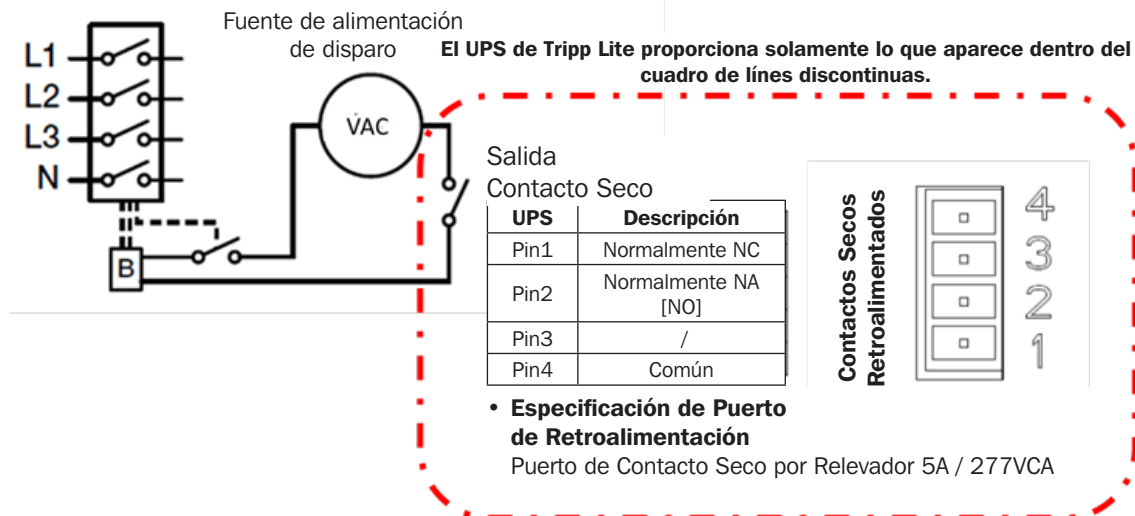 Fuente de alimentación
de disparo
El UPS de Tripp Lite proporciona solamente lo que aparece dentro del
cuadro de línes discontinuas.
L1
L2
L3
N
VAC
B
Salida
Contacto Seco
UPS Descripción
Pin1 Normalmente NC
Pin2 Normalmente NA
[NO]
Pin3 /
Pin4 Común
Contactos Secos
Retroalimentados
4
3
2
1
• Especificación de Puerto
de Retroalimentación
Puerto de Contacto Seco por Relevador 5A / 277VCA